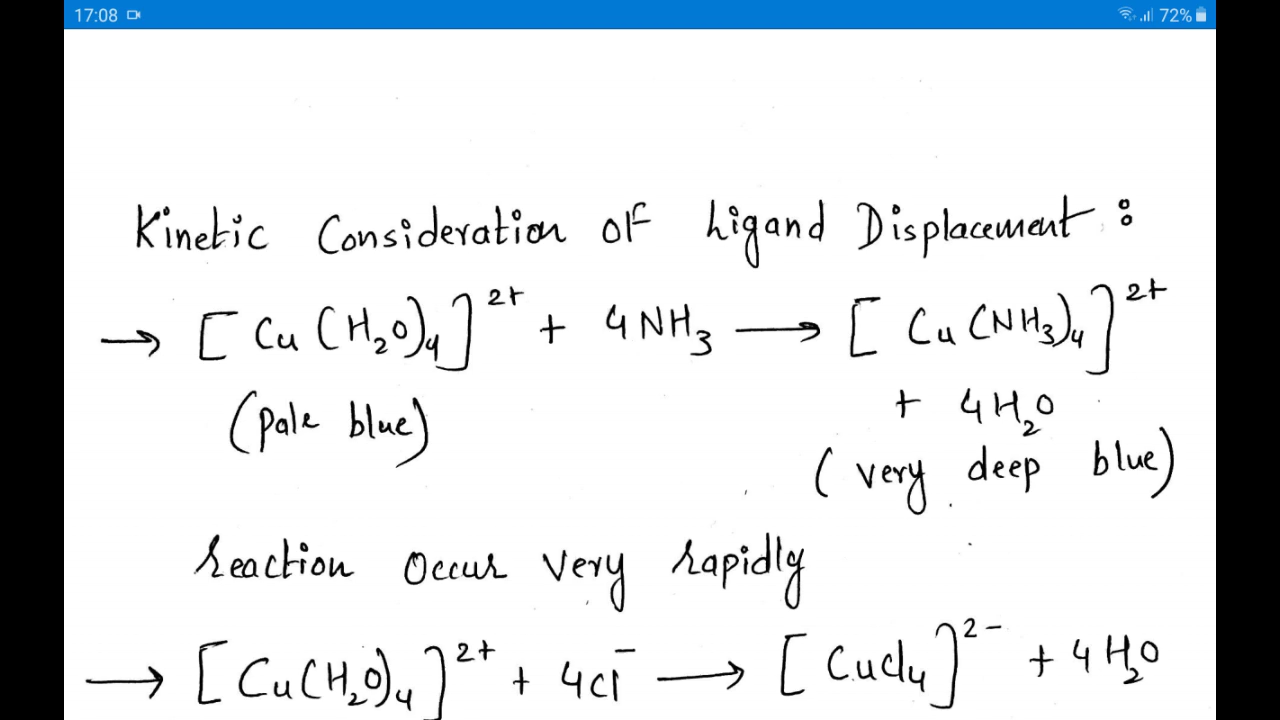 17:08 72%
Kinetic Consideration of Ligand Displacement :
→ [Cu(H₂O)₄]²⁺ + 4NH₃ → [Cu(NH₃)₄]²⁺
+ 4H₂O
(pale blue)
(very deep blue)
reaction occur very rapidly
→ [Cu(H₂O)₄]²⁺ + 4Cl⁻ → [CuCl₄]²⁻ + 4H₂O